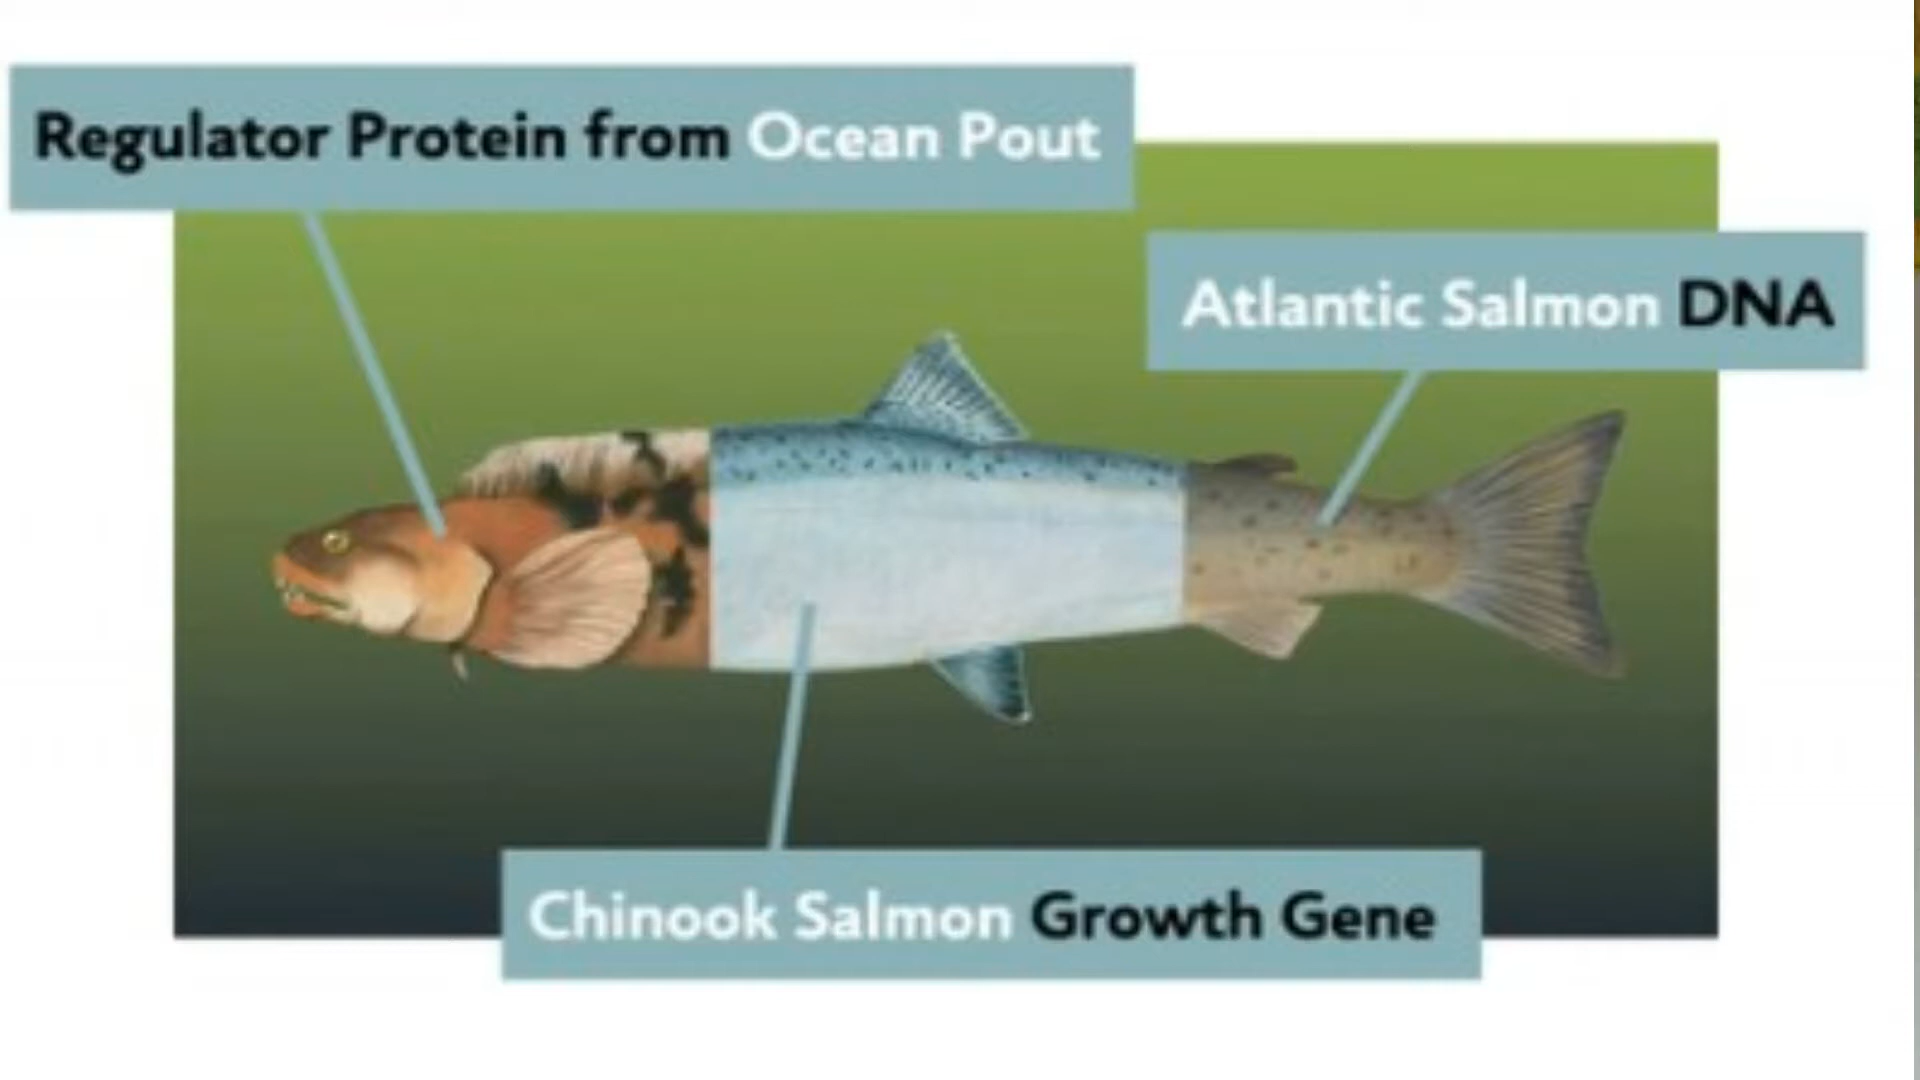 Regulator Protein from Ocean Pout
Atlantic Salmon DNA
Chinook Salmon Growth Gene